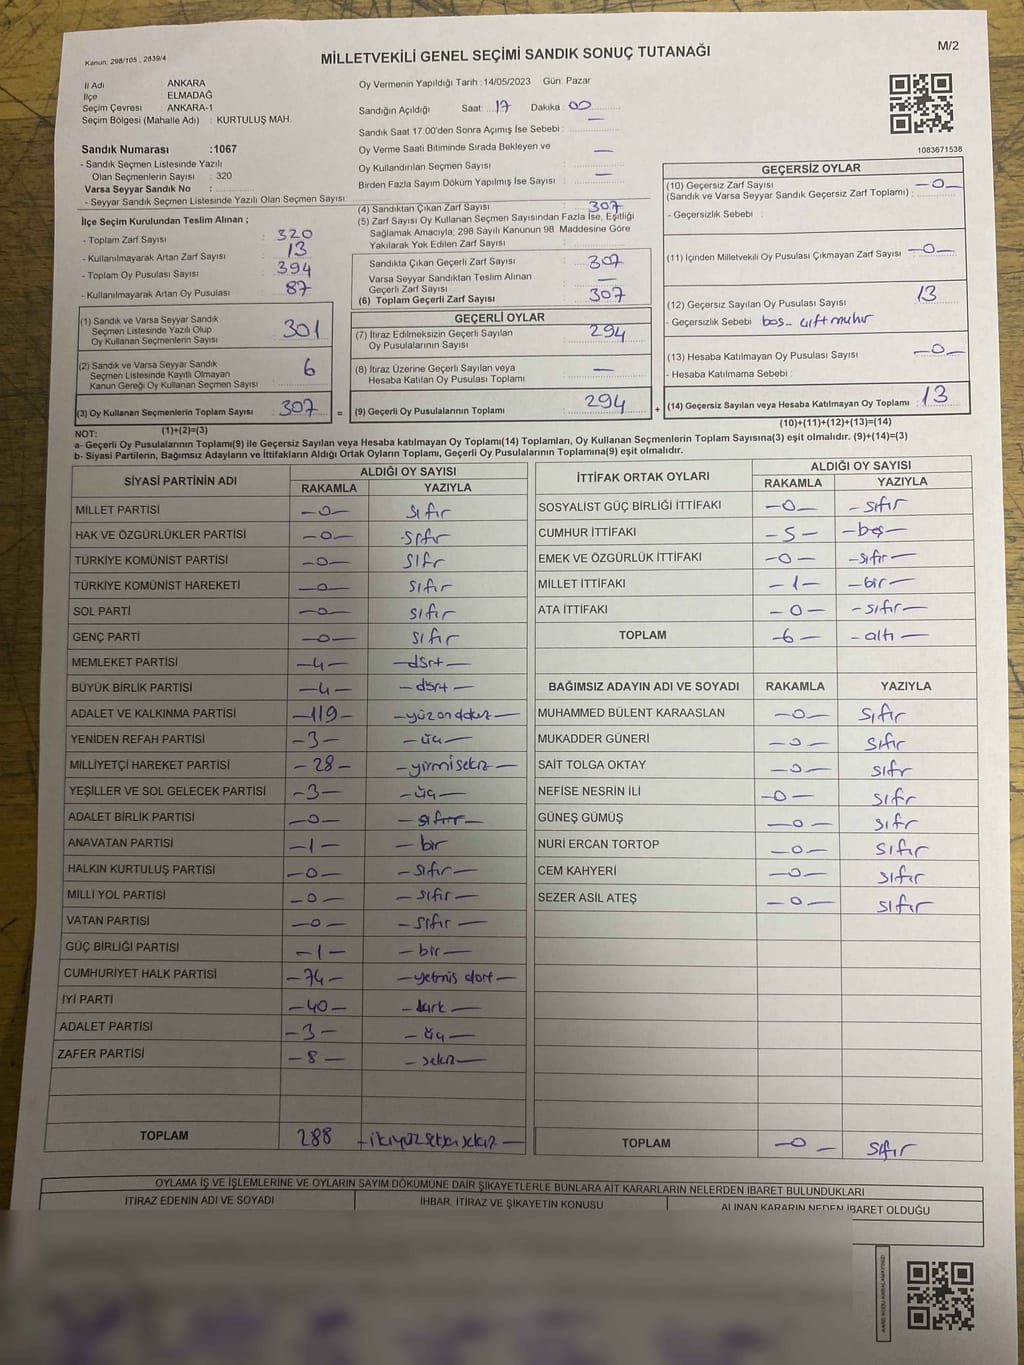 Kanun: 298/105 , 2839/4
MİLLETVEKİLİ GENEL SEÇİMİ SANDIK SONUÇ TUTANAĞI
M/2
İl Adı : ANKARA
İlçe : ELMADAĞ
Seçim Çevresi : ANKARA-1
Seçim Bölgesi (Mahalle Adı) : KURTULUŞ MAH.
Sandık Numarası :1067
- Sandık Seçmen Listesinde Yazılı
Olan Seçmenlerin Sayısı : 320
Varsa Seyyar Sandık No :
- Seyyar Sandık Seçmen Listesinde Yazılı Olan Seçmen Sayısı:
Oy Vermenin Yapıldığı Tarih : 14/05/2023 Gün: Pazar
Sandığın Açıldığı Saat: 17 Dakika: 00
Sandık Saat 17.00'den Sonra Açımış İse Sebebi : —
Oy Verme Saati Bitiminde Sırada Bekleyen ve
Oy Kullandırılan Seçmen Sayısı : —
Birden Fazla Sayım Döküm Yapılmış İse Sayısı : —
1083671538
İlçe Seçim Kurulundan Teslim Alınan ;
- Toplam Zarf Sayısı : 320
- Kullanılmayarak Artan Zarf Sayısı : 13
- Toplam Oy Pusulası Sayısı : 394
- Kullanılmayarak Artan Oy Pusulası : 87
(1) Sandık ve Varsa Seyyar Sandık
Seçmen Listesinde Yazılı Olup
Oy Kullanan Seçmenlerin Sayısı : 301
(2) Sandık ve Varsa Seyyar Sandık
Seçmen Listesinde Kayıtlı Olmayan
Kanun Gereği Oy Kullanan Seçmen Sayısı : 6
(3) Oy Kullanan Seçmenlerin Toplam Sayısı : 307
(1)+(2)=(3)
(4) Sandıktan Çıkan Zarf Sayısı : 307
(5) Zarf Sayısı Oy Kullanan Seçmen Sayısından Fazla İse, Eşitliği
Sağlamak Amacıyla, 298 Sayılı Kanunun 98. Maddesine Göre
Yakılarak Yok Edilen Zarf Sayısı :
Sandıkta Çıkan Geçerli Zarf Sayısı : 307
Varsa Seyyar Sandıktan Teslim Alınan
Geçerli Zarf Sayısı : —
(6) Toplam Geçerli Zarf Sayısı : 307
GEÇERLİ OYLAR
(7) İtiraz Edilmeksizin Geçerli Sayılan
Oy Pusulalarının Sayısı : 294
(8) İtiraz Üzerine Geçerli Sayılan veya
Hesaba Katılan Oy Pusulası Toplamı : —
= (9) Geçerli Oy Pusulalarının Toplamı : 294
GEÇERSİZ OYLAR
(10) Geçersiz Zarf Sayısı
(Sandık ve Varsa Seyyar Sandık Geçersiz Zarf Toplamı) : —0—
- Geçersizlik Sebebi :
(11) İçinden Milletvekili Oy Pusulası Çıkmayan Zarf Sayısı : —0—
(12) Geçersiz Sayılan Oy Pusulası Sayısı : 13
- Geçersizlik Sebebi : boş - çift mühür
(13) Hesaba Katılmayan Oy Pusulası Sayısı : —0—
- Hesaba Katılmama Sebebi :
+ (14) Geçersiz Sayılan veya Hesaba Katılmayan Oy Toplamı : 13
(10)+(11)+(12)+(13)=(14)
NOT:
a- Geçerli Oy Pusulalarının Toplamı(9) ile Geçersiz Sayılan veya Hesaba katılmayan Oy Toplamı(14) Toplamları, Oy Kullanan Seçmenlerin Toplam Sayısına(3) eşit olmalıdır. (9)+(14)=(3)
b- Siyasi Partilerin, Bağımsız Adayların ve İttifakların Aldığı Ortak Oyların Toplamı, Geçerli Oy Pusulalarının Toplamına(9) eşit olmalıdır.
SİYASİ PARTİNİN ADI ALDIĞI OY SAYISI
RAKAMLA YAZIYLA
MİLLET PARTİSİ —0— sıfır
HAK VE ÖZGÜRLÜKLER PARTİSİ —0— sıfır
TÜRKİYE KOMÜNİST PARTİSİ —0— sıfır
TÜRKİYE KOMÜNİST HAREKETİ —0— sıfır
SOL PARTİ —0— sıfır
GENÇ PARTİ —0— sıfır
MEMLEKET PARTİSİ —4— —dört—
BÜYÜK BİRLİK PARTİSİ —4— —dört—
ADALET VE KALKINMA PARTİSİ —119— —yüzondokuz—
YENİDEN REFAH PARTİSİ —3— —üç—
MİLLİYETÇİ HAREKET PARTİSİ —28— —yirmisekiz—
YEŞİLLER VE SOL GELECEK PARTİSİ —3— —üç—
ADALET BİRLİK PARTİSİ —0— —sıfır—
ANAVATAN PARTİSİ —1— —bir
HALKIN KURTULUŞ PARTİSİ —0— —sıfır—
MİLLİ YOL PARTİSİ —0— —sıfır—
VATAN PARTİSİ —0— —sıfır—
GÜÇ BİRLİĞİ PARTİSİ —1— —bir—
CUMHURİYET HALK PARTİSİ —74— —yetmiş dört—
İYİ PARTİ —40— —kırk—
ADALET PARTİSİ —3— —üç—
ZAFER PARTİSİ —8— —sekiz—
TOPLAM 288 —ikiyüzseksensekiz—
İTTİFAK ORTAK OYLARI ALDIĞI OY SAYISI
RAKAMLA YAZIYLA
SOSYALİST GÜÇ BİRLİĞİ İTTİFAKI —0— —sıfır
CUMHUR İTTİFAKI —5— —beş—
EMEK VE ÖZGÜRLÜK İTTİFAKI —0— —sıfır—
MİLLET İTTİFAKI —1— —bir—
ATA İTTİFAKI —0— —sıfır—
TOPLAM —6— —altı—
BAĞIMSIZ ADAYIN ADI VE SOYADI RAKAMLA YAZIYLA
MUHAMMED BÜLENT KARAASLAN —0— sıfır
MUKADDER GÜNERİ —0— sıfır
SAİT TOLGA OKTAY —0— sıfır
NEFİSE NESRİN İLİ —0— sıfır
GÜNEŞ GÜMÜŞ —0— sıfır
NURİ ERCAN TORTOP —0— sıfır
CEM KAHYERİ —0— sıfır
SEZER ASİL ATEŞ —0— sıfır
TOPLAM —0— sıfır
OYLAMA İŞ VE İŞLEMLERİNE VE OYLARIN SAYIM DÖKÜMÜNE DAİR ŞİKAYETLERLE BUNLARA AİT KARARLARIN NELERDEN İBARET BULUNDUKLARI
İTİRAZ EDENİN ADI VE SOYADI İHBAR, İTİRAZ VE ŞİKAYETİN KONUSU ALINAN KARARIN NEDEN İBARET OLDUĞU